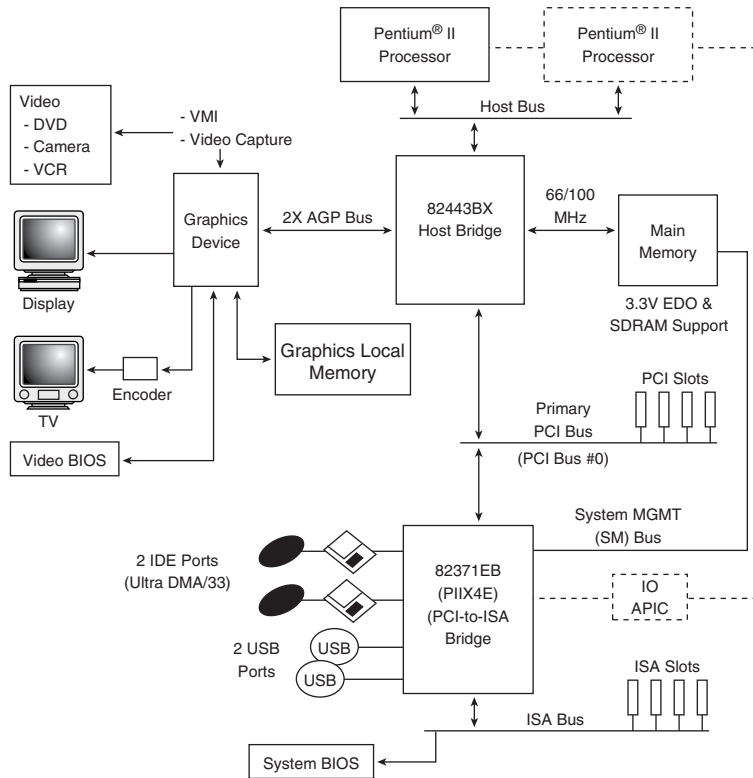 Pentium® II
Processor
Pentium® II
Processor
Host Bus
Video
- DVD
- Camera
- VCR
- VMI
- Video Capture
Graphics
Device
2X AGP Bus
82443BX
Host Bridge
66/100
MHz
Main
Memory
3.3V EDO &
SDRAM Support
Display
Graphics Local
Memory
Encoder
TV
Video BIOS
Primary
PCI Bus
(PCI Bus #0)
PCI Slots
System MGMT
(SM) Bus
2 IDE Ports
(Ultra DMA/33)
82371EB
(PIIX4E)
(PCI-to-ISA
Bridge
IO
APIC
2 USB
Ports
USB
USB
ISA Slots
ISA Bus
System BIOS